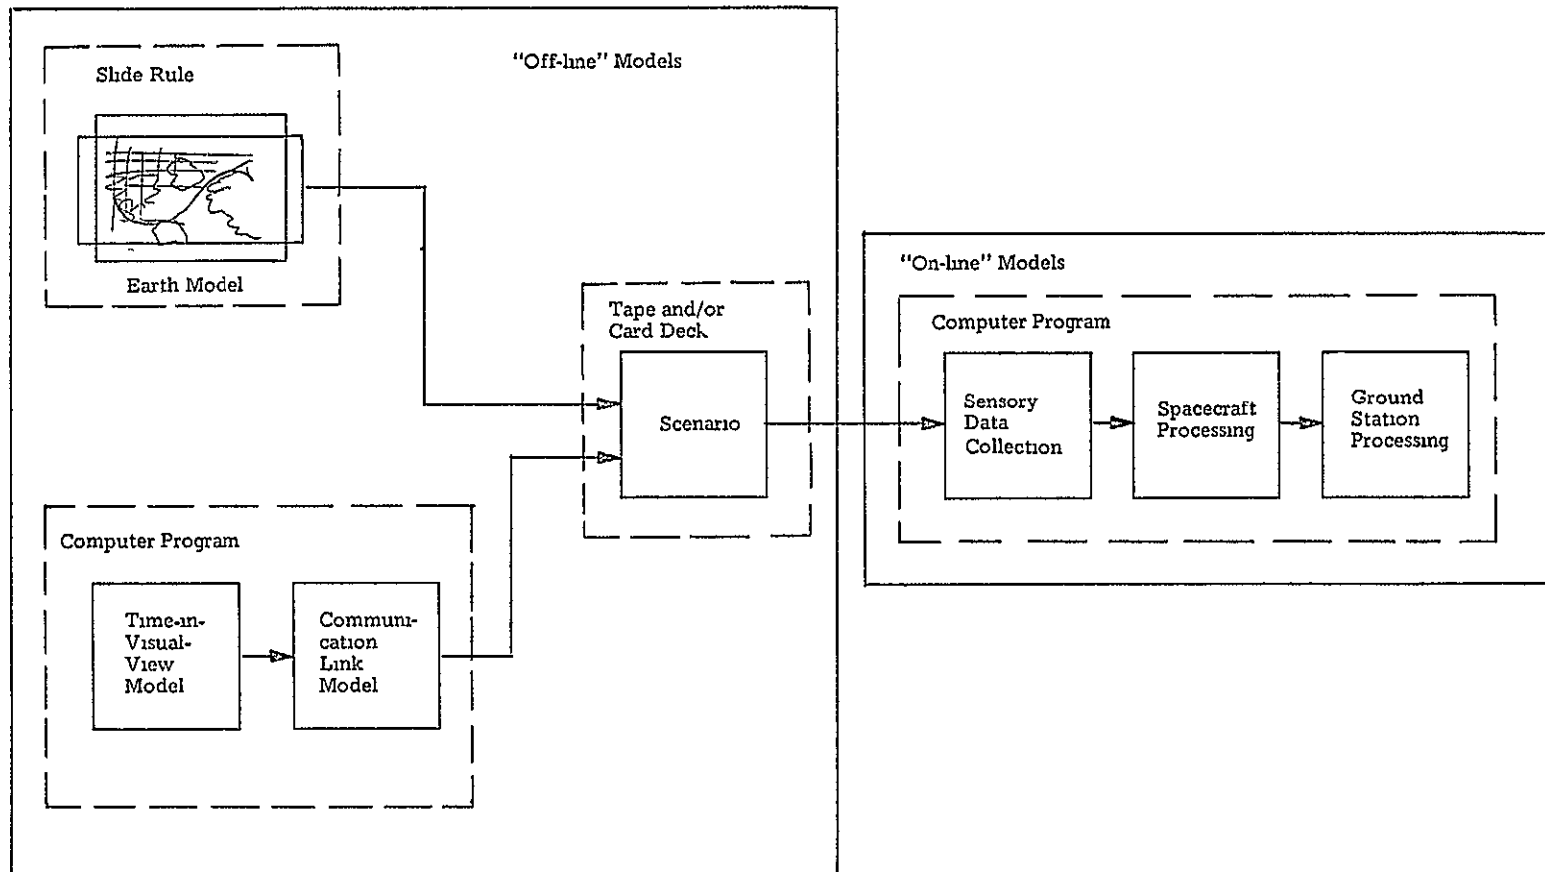 "Off-line" Models
Slide Rule
Earth Model
Tape and/or
Card Deck
Scenario
Computer Program
Time-in-
Visual-
View
Model
Communi-
cation
Link
Model
"On-line" Models
Computer Program
Sensory
Data
Collection
Spacecraft
Processing
Ground
Station
Processing